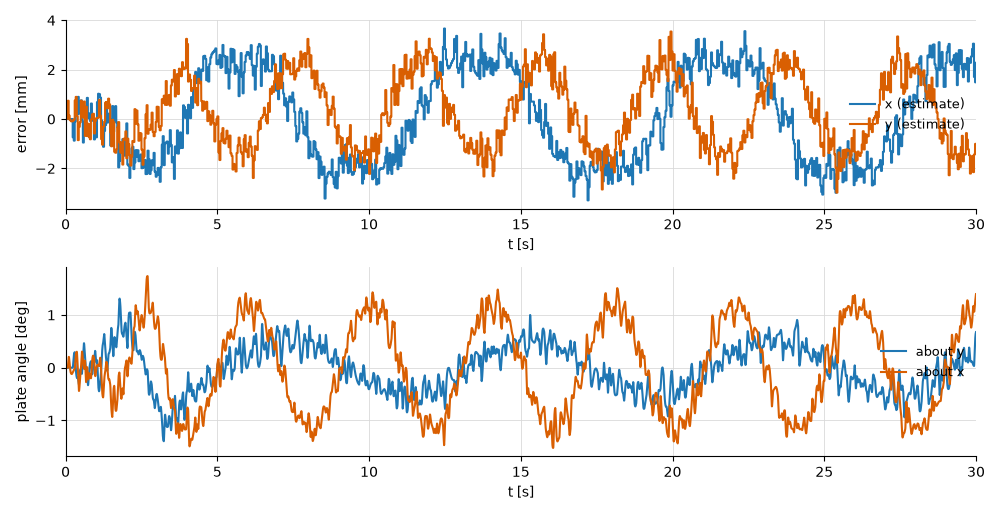 4
2
0
−2
error [mm]
x (estimate)
y (estimate)
0 5 10 15 20 25 30
t [s]
1
0
−1
plate angle [deg]
about y
about x
0 5 10 15 20 25 30
t [s]